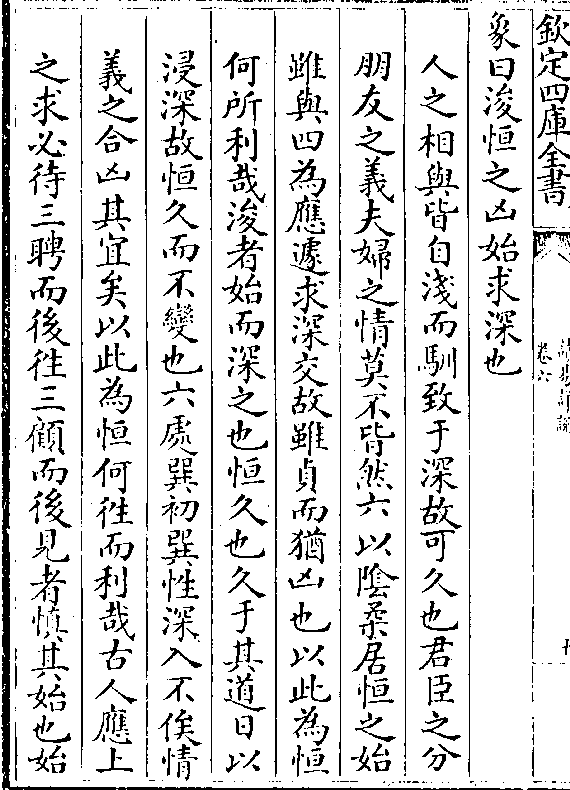 欽定四庫全書
卷六
象曰浚恒之凶始求深也
人之相與皆自淺而馴致于深故可久也君臣之分
朋友之義夫婦之情莫不皆然六以陰柔居恒之始
雖與四為應遽求深交故雖貞而猶凶也以此為恒
何所利哉浚者始而深之也恒久也久于其道日以
浸深故恒久而不變也六處巽初巽性深入不俟情
義之合凶其宜矣以此為恒何徃而利哉古人應上
之求必待三聘而後徃三顧而後見者慎其始也始